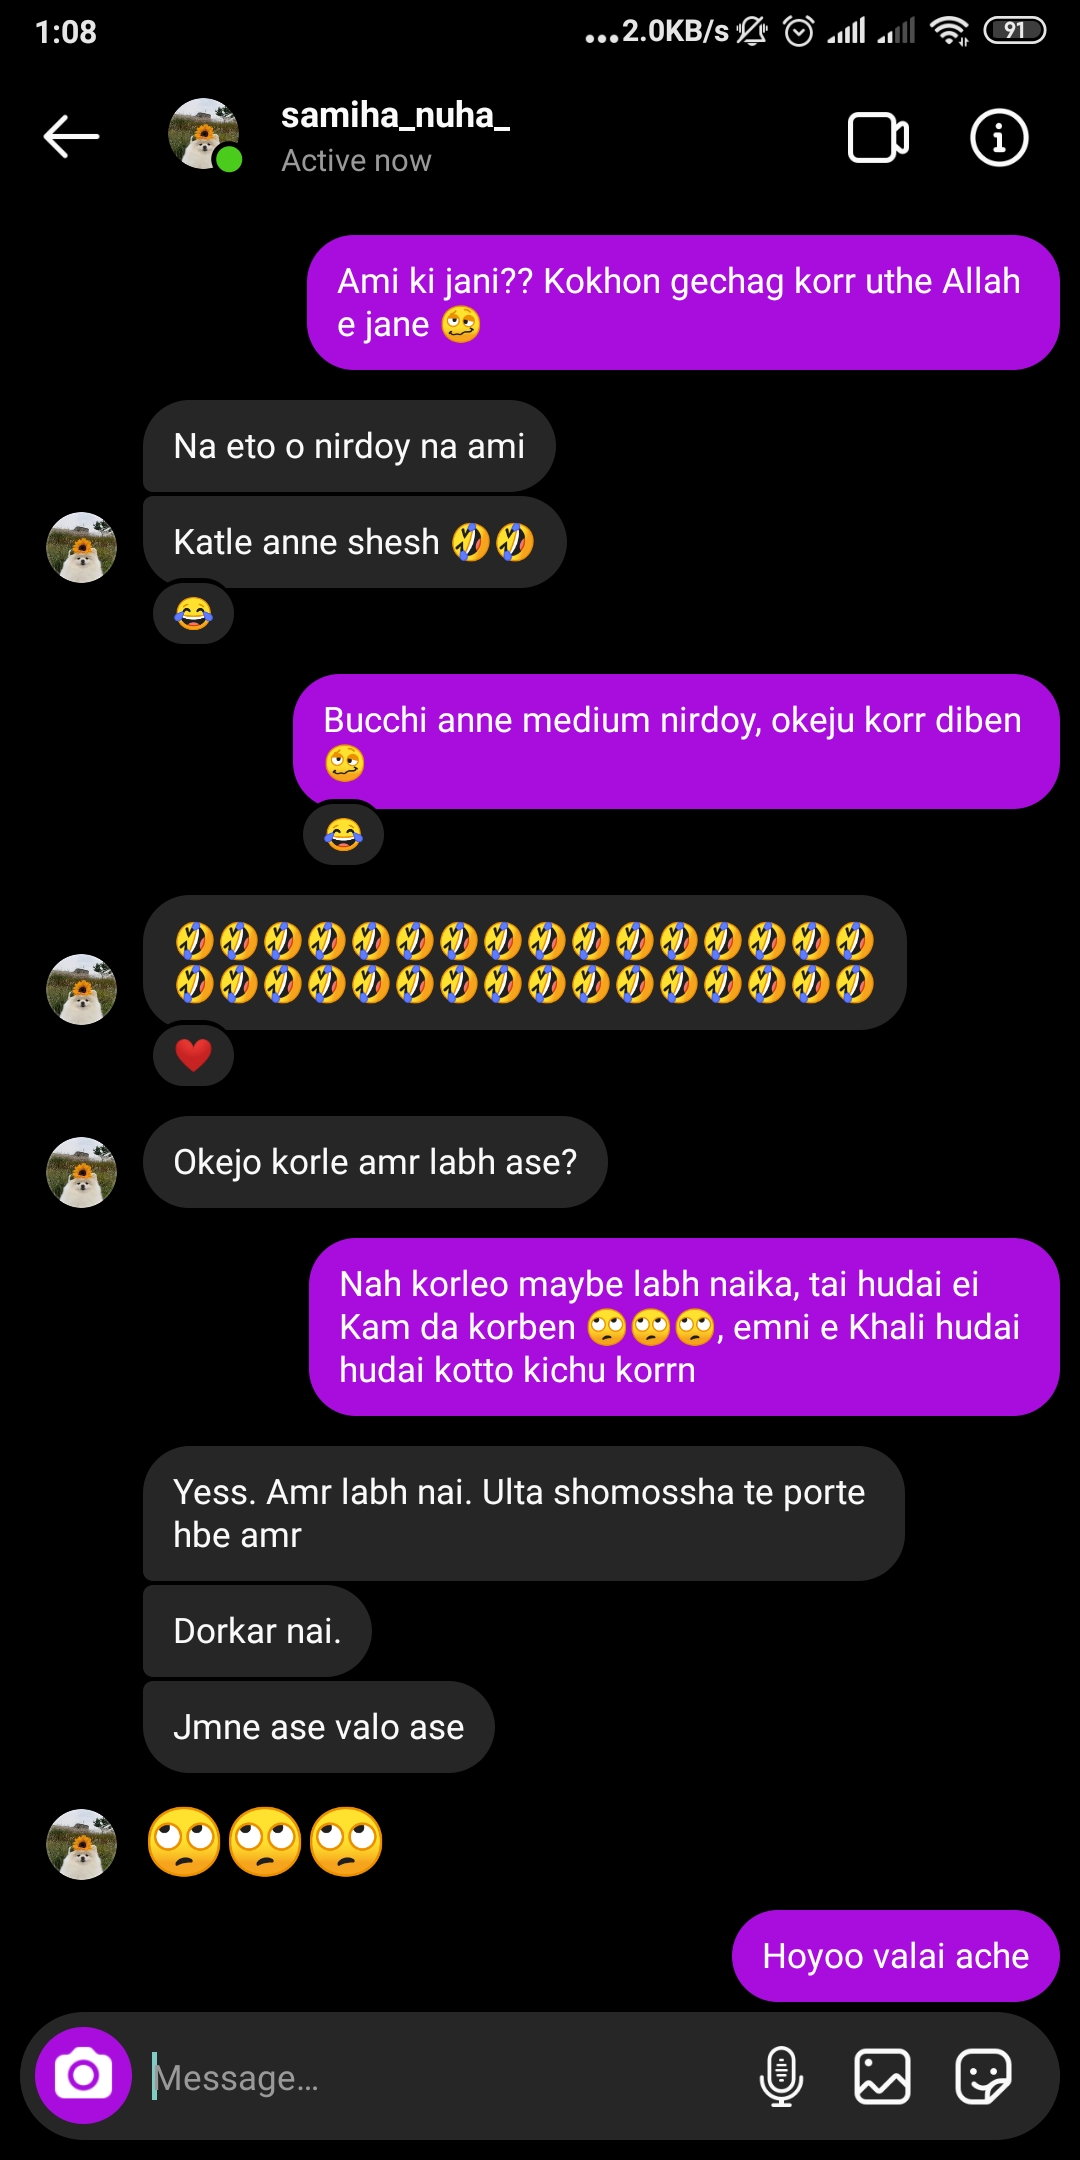 1:08
...2.0KB/s
91
samiha_nuha_
Active now
Ami ki jani?? Kokhon gechag korr uthe Allah
e jane 🥴
Na eto o nirdoy na ami
Katle anne shesh 🤣🤣
😂
Bucchi anne medium nirdoy, okeju korr diben
🥴
😂
🤣🤣🤣🤣🤣🤣🤣🤣🤣🤣🤣🤣🤣🤣🤣🤣
🤣🤣🤣🤣🤣🤣🤣🤣🤣🤣🤣🤣🤣🤣🤣🤣
❤️
Okejo korle amr labh ase?
Nah korleo maybe labh naika, tai hudai ei
Kam da korben 🙄🙄🙄, emni e Khali hudai
hudai kotto kichu korrn
Yess. Amr labh nai. Ulta shomossha te porte
hbe amr
Dorkar nai.
Jmne ase valo ase
🙄🙄🙄
Hoyoo valai ache
Message...